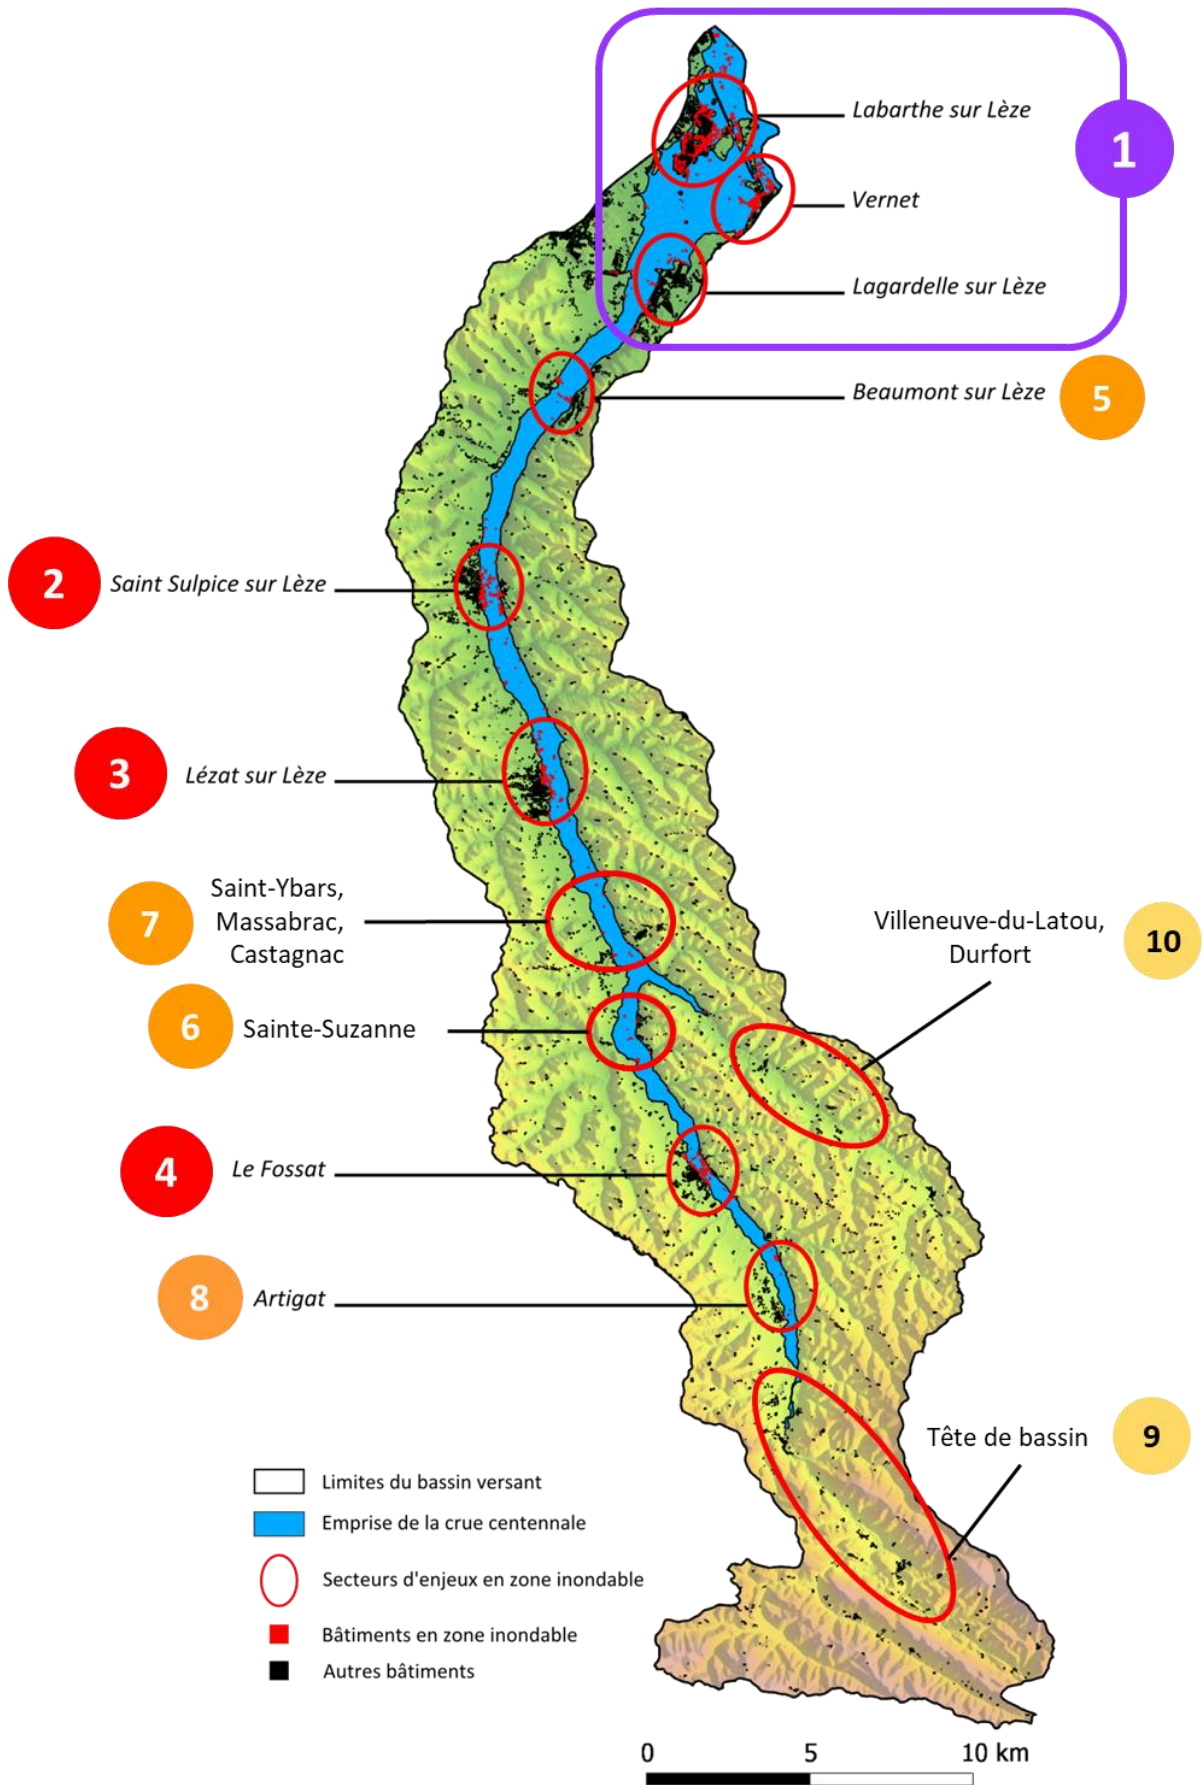 Labarthe sur Lèze
1
Vernet
Lagardelle sur Lèze
Beaumont sur Lèze
5
2
Saint Sulpice sur Lèze
3
Lézat sur Lèze
7
Saint-Ybars,
Massabrac,
Castagnac
Villeneuve-du-Latou,
Durfort
10
6
Sainte-Suzanne
4
Le Fossat
8
Artigat
Tête de bassin
9
Limites du bassin versant
Emprise de la crue centennale
Secteurs d'enjeux en zone inondable
Bâtiments en zone inondable
Autres bâtiments
0 5 10 km